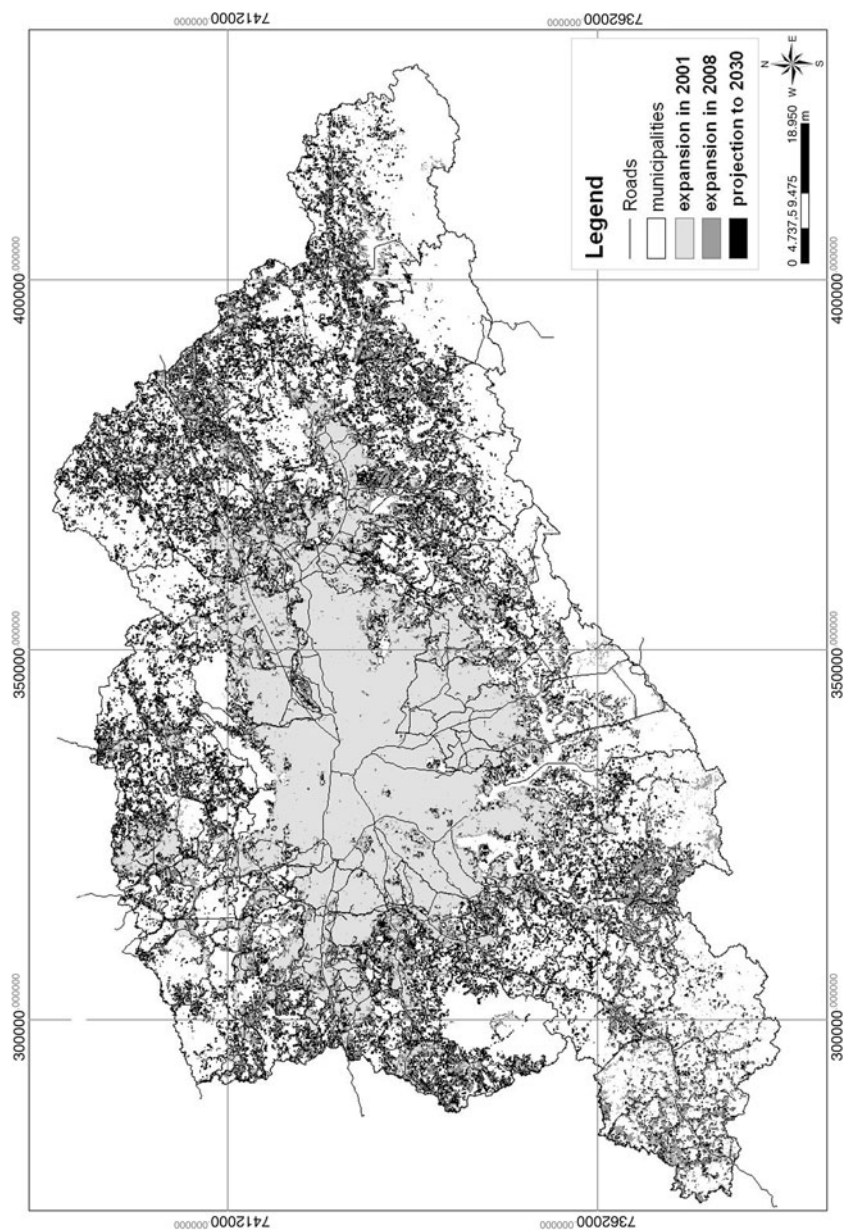 7412000 000000
7412000 000000
7362000 000000
7362000 000000
Legend
Roads
municipalities
expansion in 2001
expansion in 2008
projection to 2030
N
W E
S
0 4.737,5 9.475 18.950
m
300000 000000
350000 000000
400000 000000